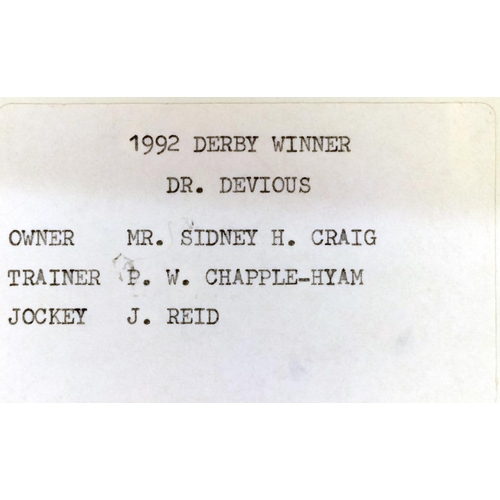 1992 DERBY WINNER
DR. DEVIOUS
OWNER MR. SIDNEY H. CRAIG
TRAINER P. W. CHAPPLE-HYAM
JOCKEY J. REID